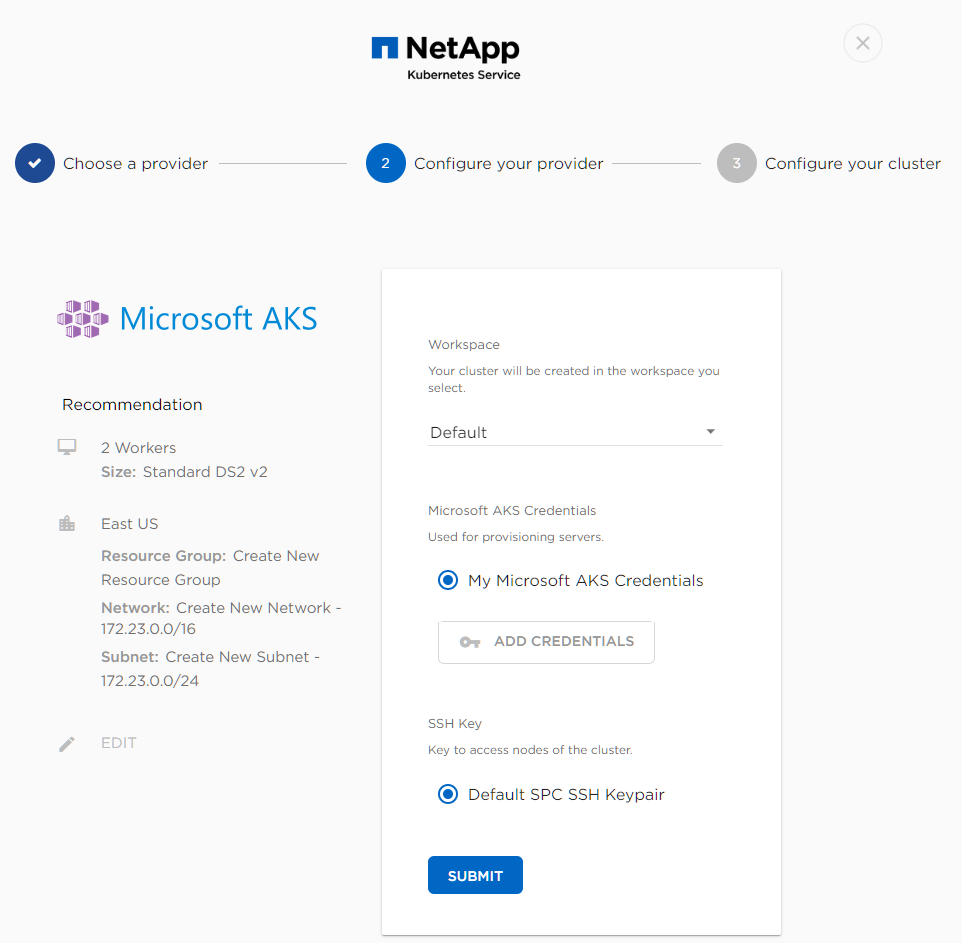 NetApp
Kubernetes Service
Choose a provider
2
Configure your provider
3
Configure your cluster
Microsoft AKS
Recommendation
2 Workers
Size: Standard DS2 v2
East US
Resource Group: Create New
Resource Group
Network: Create New Network -
172.23.0.0/16
Subnet: Create New Subnet -
172.23.0.0/24
EDIT
Workspace
Your cluster will be created in the workspace you
select.
Default
Microsoft AKS Credentials
Used for provisioning servers.
My Microsoft AKS Credentials
ADD CREDENTIALS
SSH Key
Key to access nodes of the cluster.
Default SPC SSH Keypair
SUBMIT